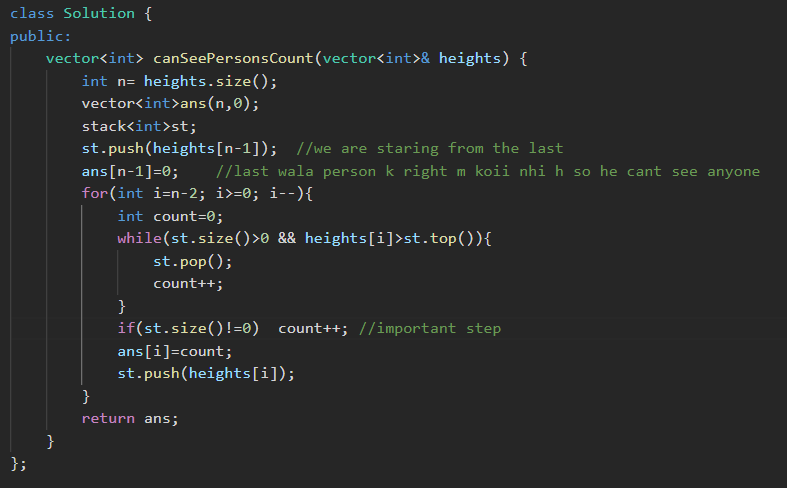 class Solution {
public:
    vector<int> canSeePersonsCount(vector<int>& heights) {
        int n= heights.size();
        vector<int>ans(n,0);
        stack<int>st;
        st.push(heights[n-1]);  //we are staring from the last
        ans[n-1]=0;    //last wala person k right m koii nhi h so he cant see anyone
        for(int i=n-2; i>=0; i--){
            int count=0;
            while(st.size()>0 && heights[i]>st.top()){
                st.pop();
                count++;
            }
            if(st.size()!=0)  count++; //important step
            ans[i]=count;
            st.push(heights[i]);
        }
        return ans;
    }
};